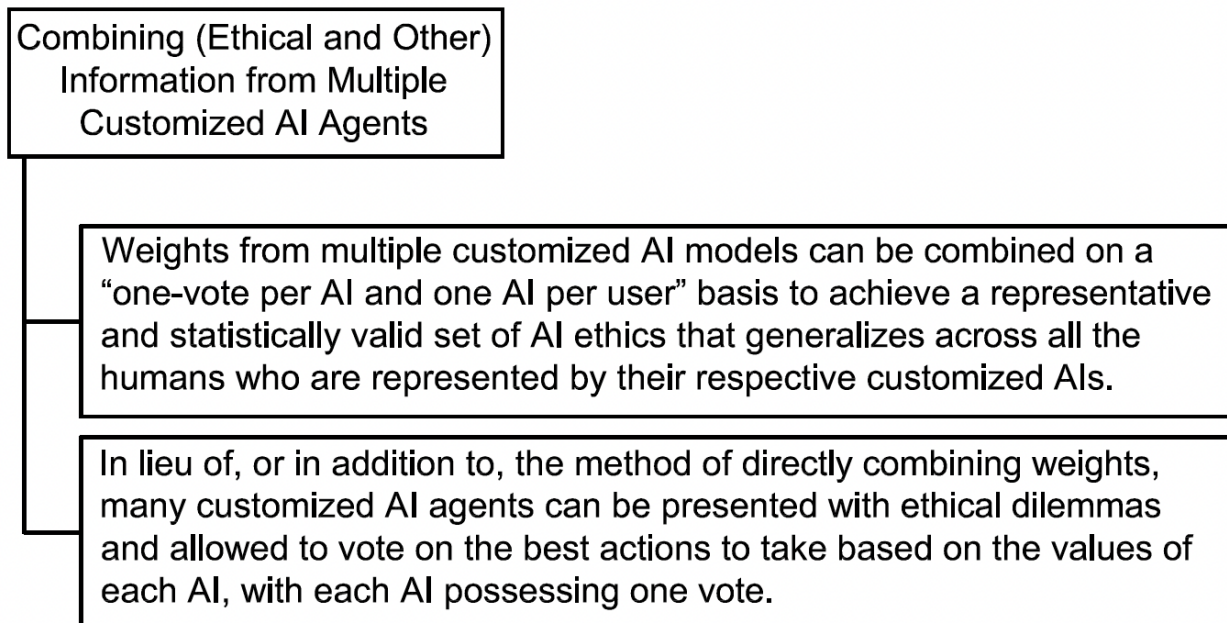 Combining (Ethical and Other)
Information from Multiple
Customized AI Agents
Weights from multiple customized AI models can be combined on a
“one-vote per AI and one AI per user” basis to achieve a representative
and statistically valid set of AI ethics that generalizes across all the
humans who are represented by their respective customized AIs.
In lieu of, or in addition to, the method of directly combining weights,
many customized AI agents can be presented with ethical dilemmas
and allowed to vote on the best actions to take based on the values of
each AI, with each AI possessing one vote.